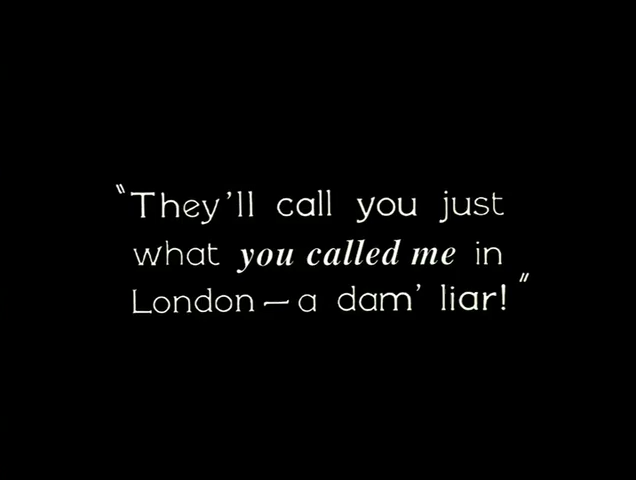 "They'll call you just
what you called me in
London — a dam' liar!"